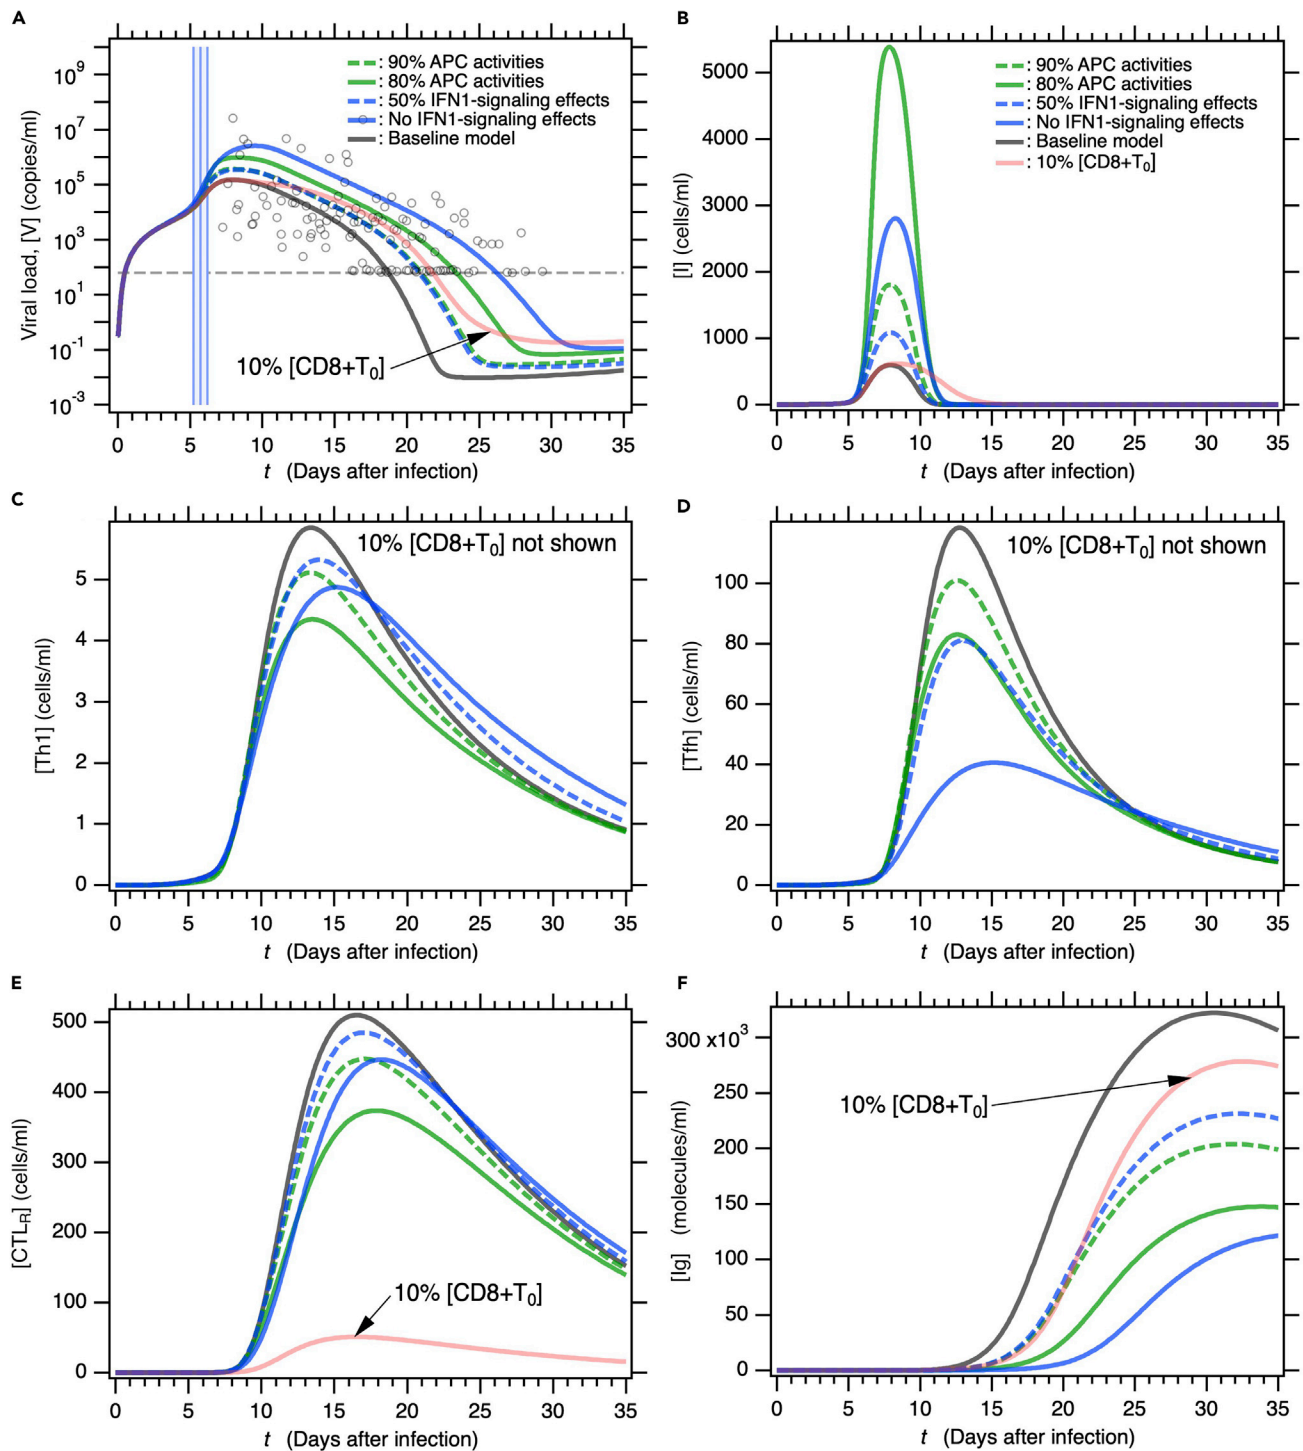 A
Viral load, [V] (copies/ml)
10^9
10^7
10^5
10^3
10^1
10^-1
10^-3
: 90% APC activities
: 80% APC activities
: 50% IFN1-signaling effects
: No IFN1-signaling effects
: Baseline model
10% [CD8+T_0]
0 5 10 15 20 25 30 35
t (Days after infection)
B
[I] (cells/ml)
5000
4000
3000
2000
1000
0
: 90% APC activities
: 80% APC activities
: 50% IFN1-signaling effects
: No IFN1-signaling effects
: Baseline model
: 10% [CD8+T_0]
0 5 10 15 20 25 30 35
t (Days after infection)
C
[Th1] (cells/ml)
10% [CD8+T_0] not shown
5
4
3
2
1
0
0 5 10 15 20 25 30 35
t (Days after infection)
D
[Tfh] (cells/ml)
10% [CD8+T_0] not shown
100
80
60
40
20
0
0 5 10 15 20 25 30 35
t (Days after infection)
E
[CTL_R] (cells/ml)
500
400
300
200
100
0
10% [CD8+T_0]
0 5 10 15 20 25 30 35
t (Days after infection)
F
[Ig] (molecules/ml)
300 x10^3
250
200
150
100
50
0
10% [CD8+T_0]
0 5 10 15 20 25 30 35
t (Days after infection)